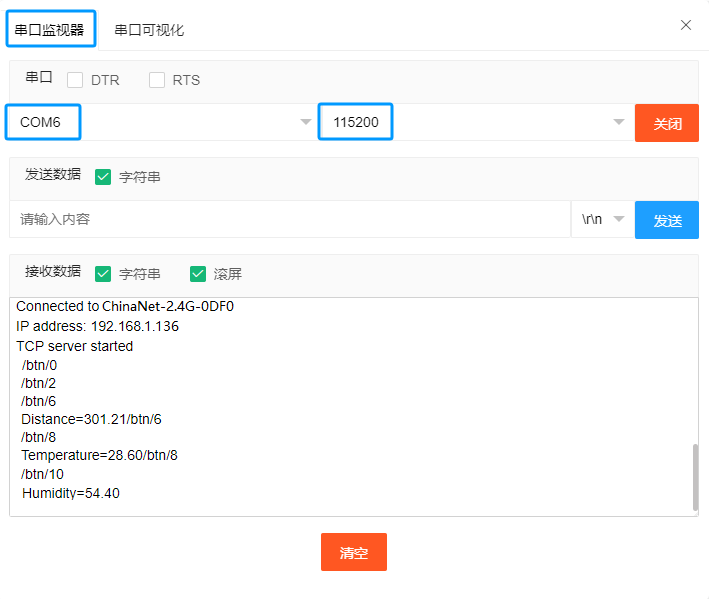 串口监视器 串口可视化
串口 DTR RTS
COM6 115200 关闭
发送数据 字符串
请输入内容 \r\n 发送
接收数据 字符串 滚屏
Connected to ChinaNet-2.4G-0DF0
IP address: 192.168.1.136
TCP server started
/btn/0
/btn/2
/btn/6
Distance=301.21/btn/6
/btn/8
Temperature=28.60/btn/8
/btn/10
Humidity=54.40
清空